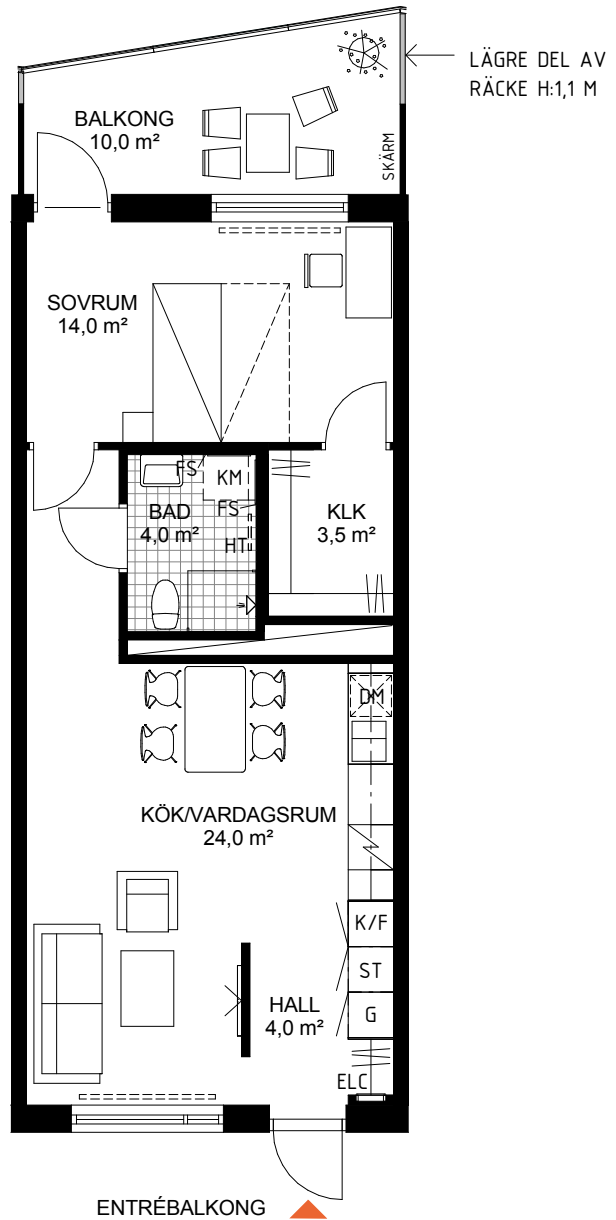 LÄGRE DEL AV
RÄCKE H:1,1 M
BALKONG
10,0 m²
SKÄRM
SOVRUM
14,0 m²
FS
KM
BAD
4,0 m²
FS
HT
KLK
3,5 m²
DM
KÖK/VARDAGSRUM
24,0 m²
K/F
ST
G
HALL
4,0 m²
ELC
ENTRÉBALKONG